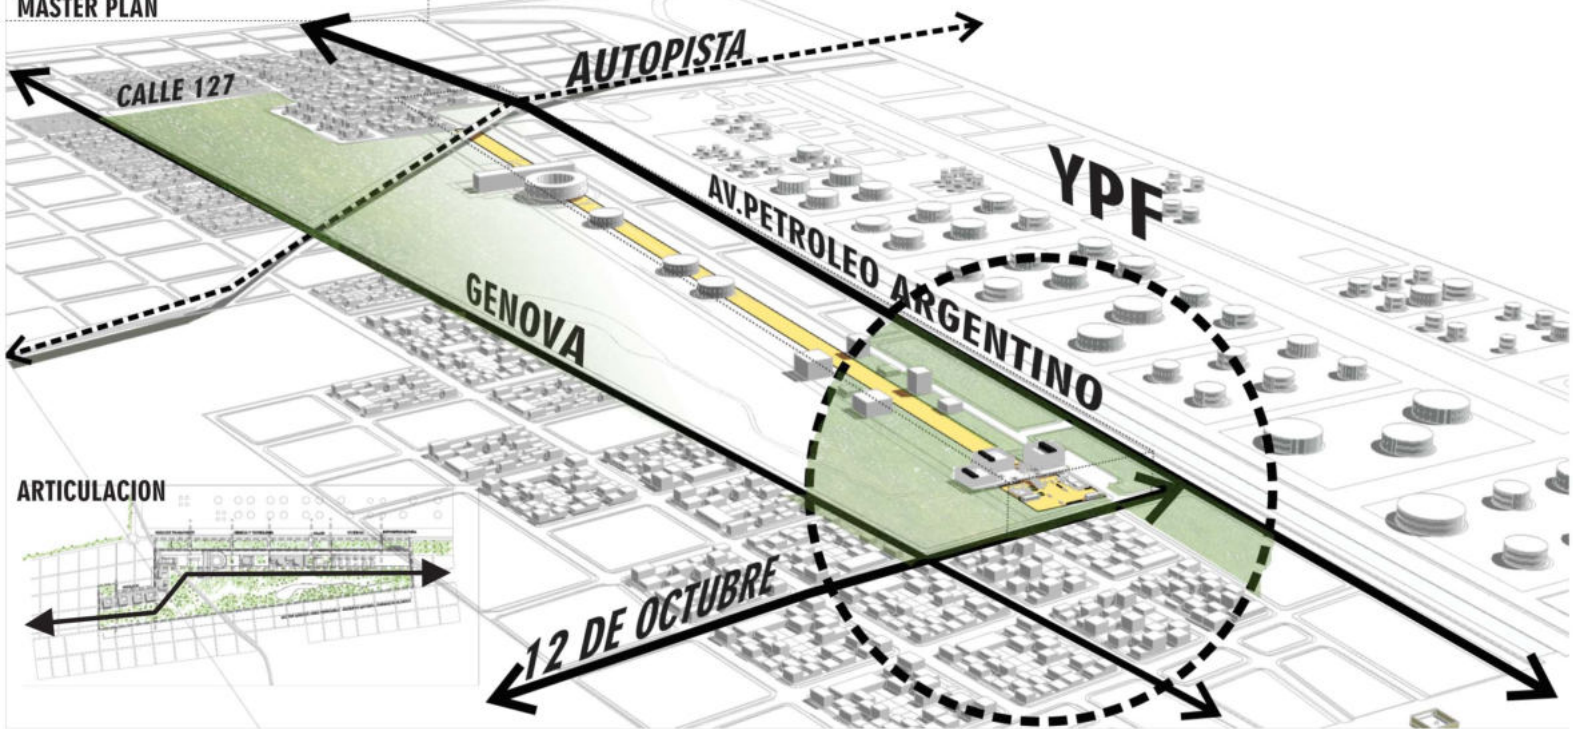 MASTER PLAN
AUTOPISTA
CALLE 127
YPF
AV.PETROLEO ARGENTINO
GENOVA
ARTICULACION
12 DE OCTUBRE